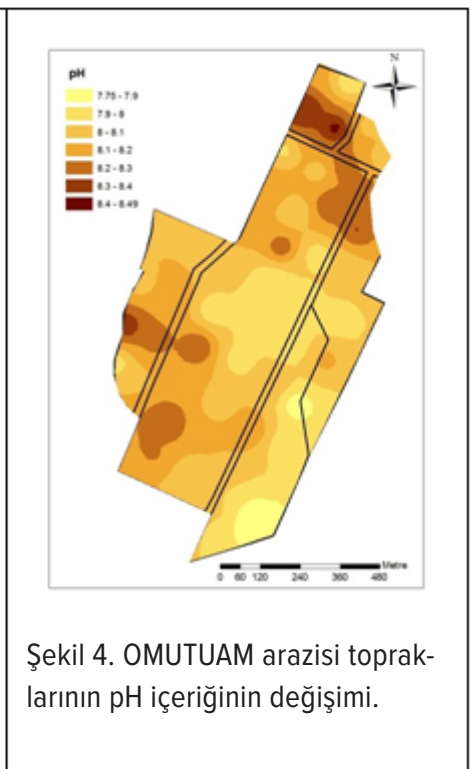 N
pH
7.75 - 7.9
7.9 - 8
8 - 8.1
8.1 - 8.2
8.2 - 8.3
8.3 - 8.4
8.4 - 8.49
Metre
0 60 120 240 360 480
Şekil 4. OMUTUAM arazisi toprak-
larının pH içeriğinin değişimi.